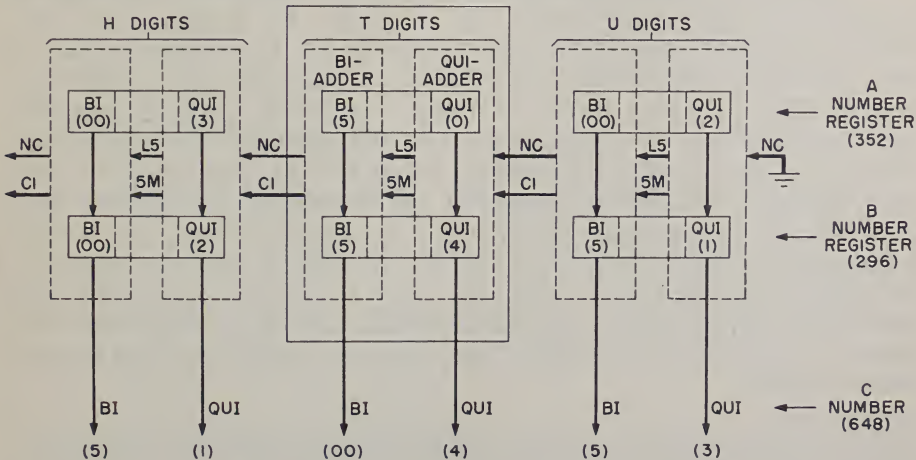 H DIGITS
T DIGITS
U DIGITS
BI-
ADDER
QUI-
ADDER
BI
(00)
QUI
(3)
BI
(5)
QUI
(0)
BI
(00)
QUI
(2)
A
NUMBER
REGISTER
(352)
NC
L5
NC
L5
NC
L5
NC
C1
5M
C1
5M
C1
5M
BI
(00)
QUI
(2)
BI
(5)
QUI
(4)
BI
(5)
QUI
(1)
B
NUMBER
REGISTER
(296)
BI
QUI
BI
QUI
BI
QUI
C
NUMBER
(648)
(5)
(1)
(00)
(4)
(5)
(3)